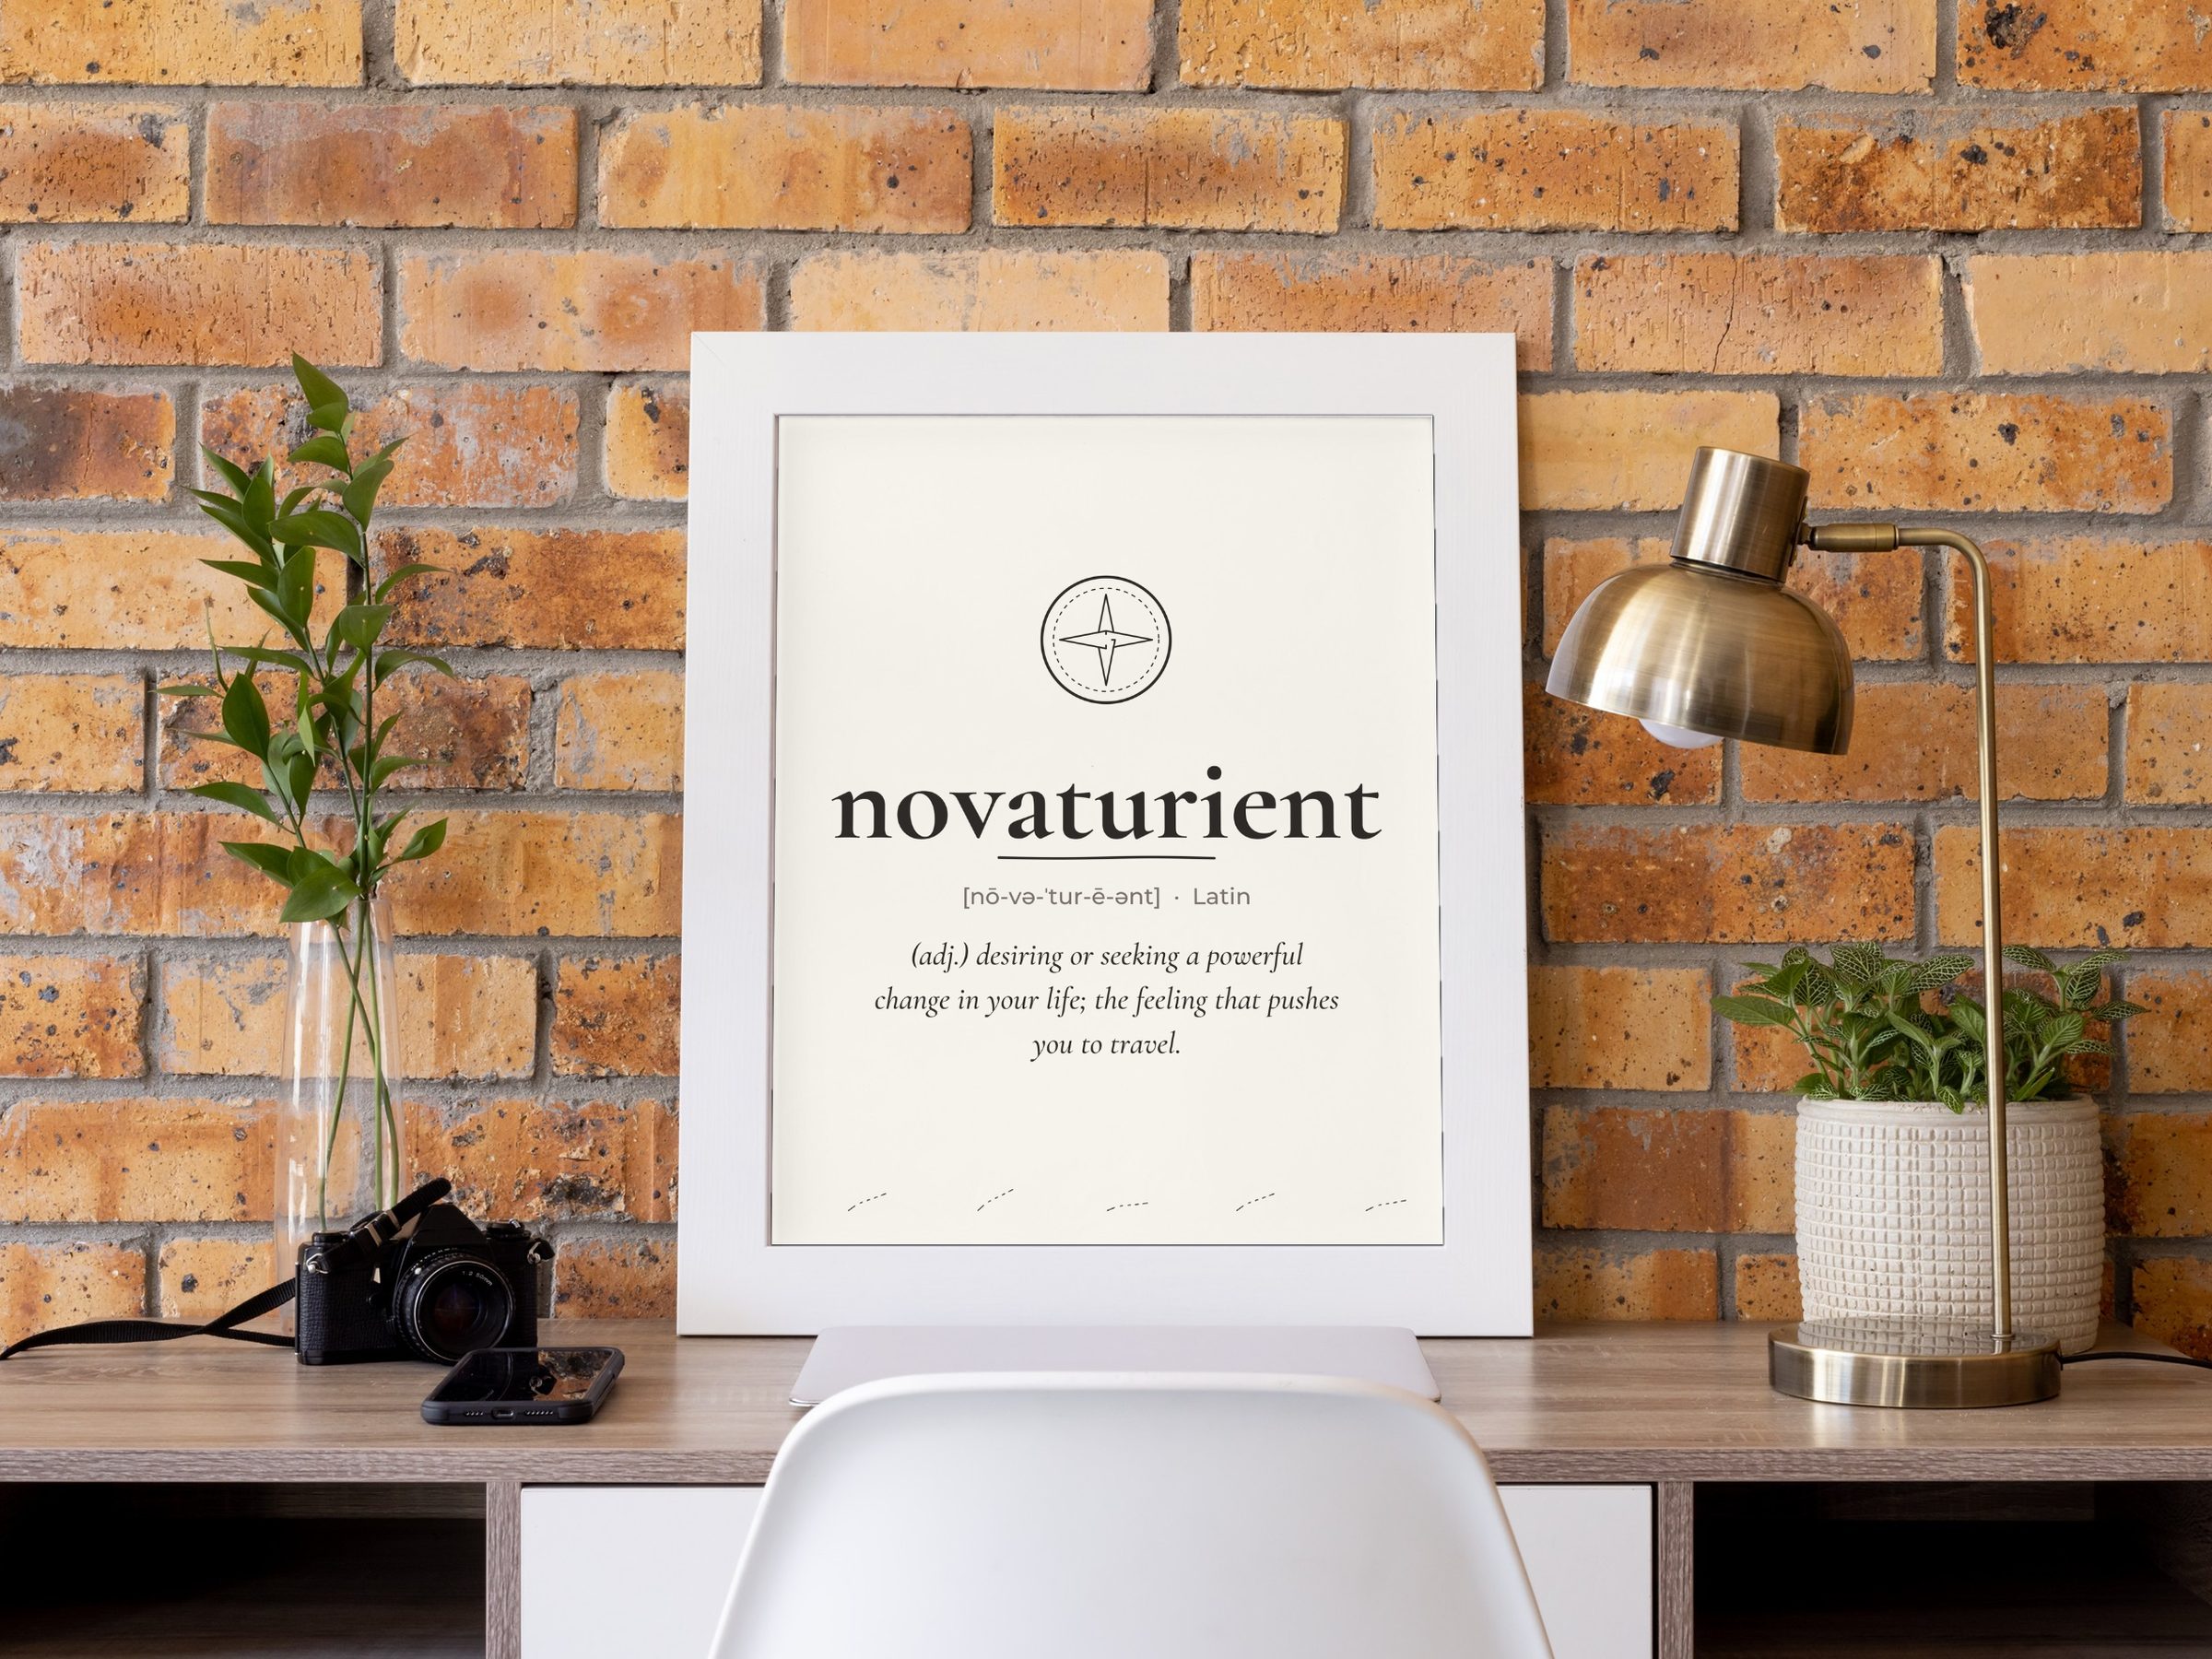 novaturient
[nō-və-ˈtur-ē-ənt] · Latin
(adj.) desiring or seeking a powerful
change in your life; the feeling that pushes
you to travel.